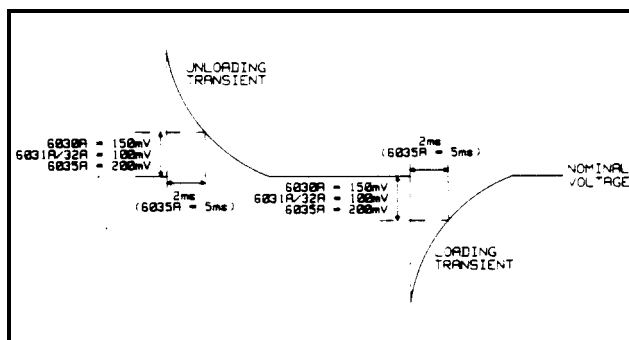 UNLOADING
TRANSIENT
6030A = 150mV
6031A/32A = 100mV
6035A = 200mV
2ms
(6035A = 5ms)
2ms
(6035A = 5ms)
6030A = 150mV
6031A/32A = 100mV
6035A = 200mV
NOMINAL
VOLTAGE
LOADING
TRANSIENT